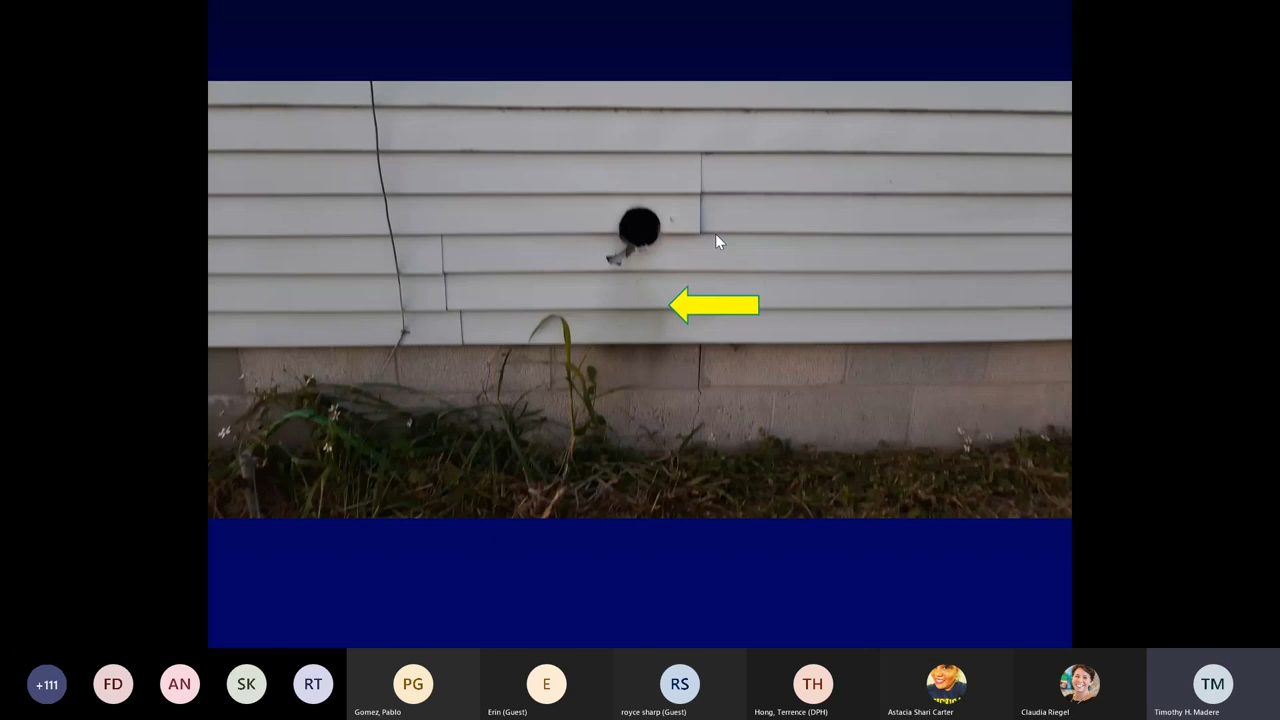 +111
FD
AN
SK
RT
PG
E
RS
TH
TM
Gomez, Pablo
Erin (Guest)
royce sharp (Guest)
Hong, Terrence (DPH)
Astacia Shari Carter
Claudia Riegel
Timothy H. Madere